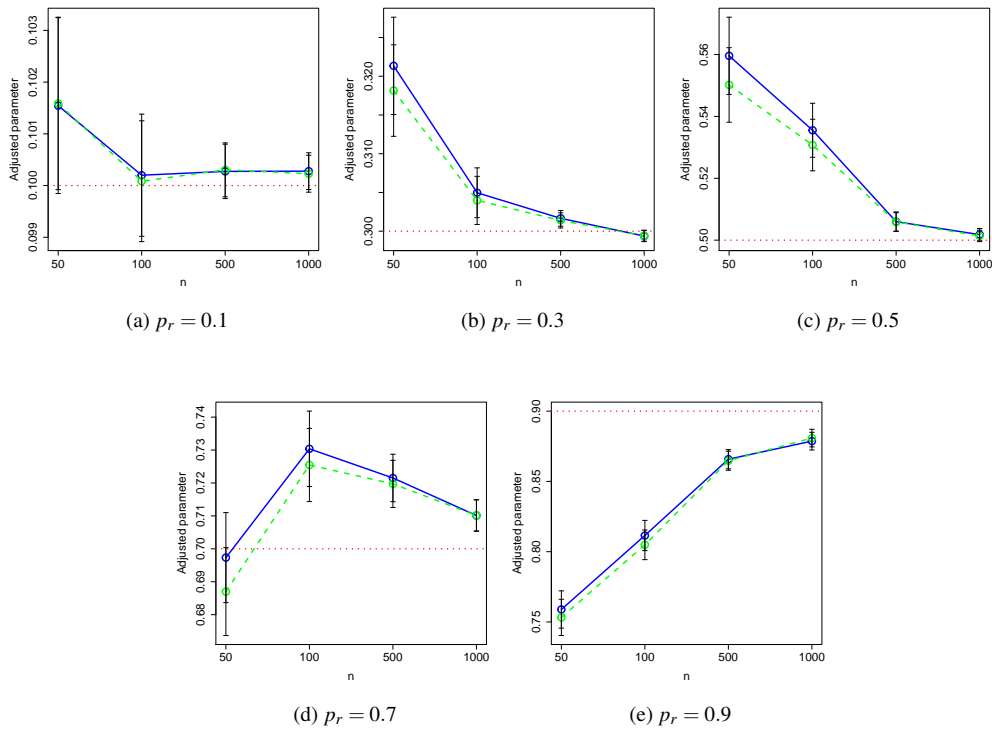 Adjusted parameter
0.103
0.102
0.101
0.100
0.099
50 100 500 1000
n
(a) p_r = 0.1
Adjusted parameter
0.320
0.310
0.300
50 100 500 1000
n
(b) p_r = 0.3
Adjusted parameter
0.56
0.54
0.52
0.50
50 100 500 1000
n
(c) p_r = 0.5
Adjusted parameter
0.74
0.73
0.72
0.71
0.70
0.69
0.68
50 100 500 1000
n
(d) p_r = 0.7
Adjusted parameter
0.90
0.85
0.80
0.75
50 100 500 1000
n
(e) p_r = 0.9